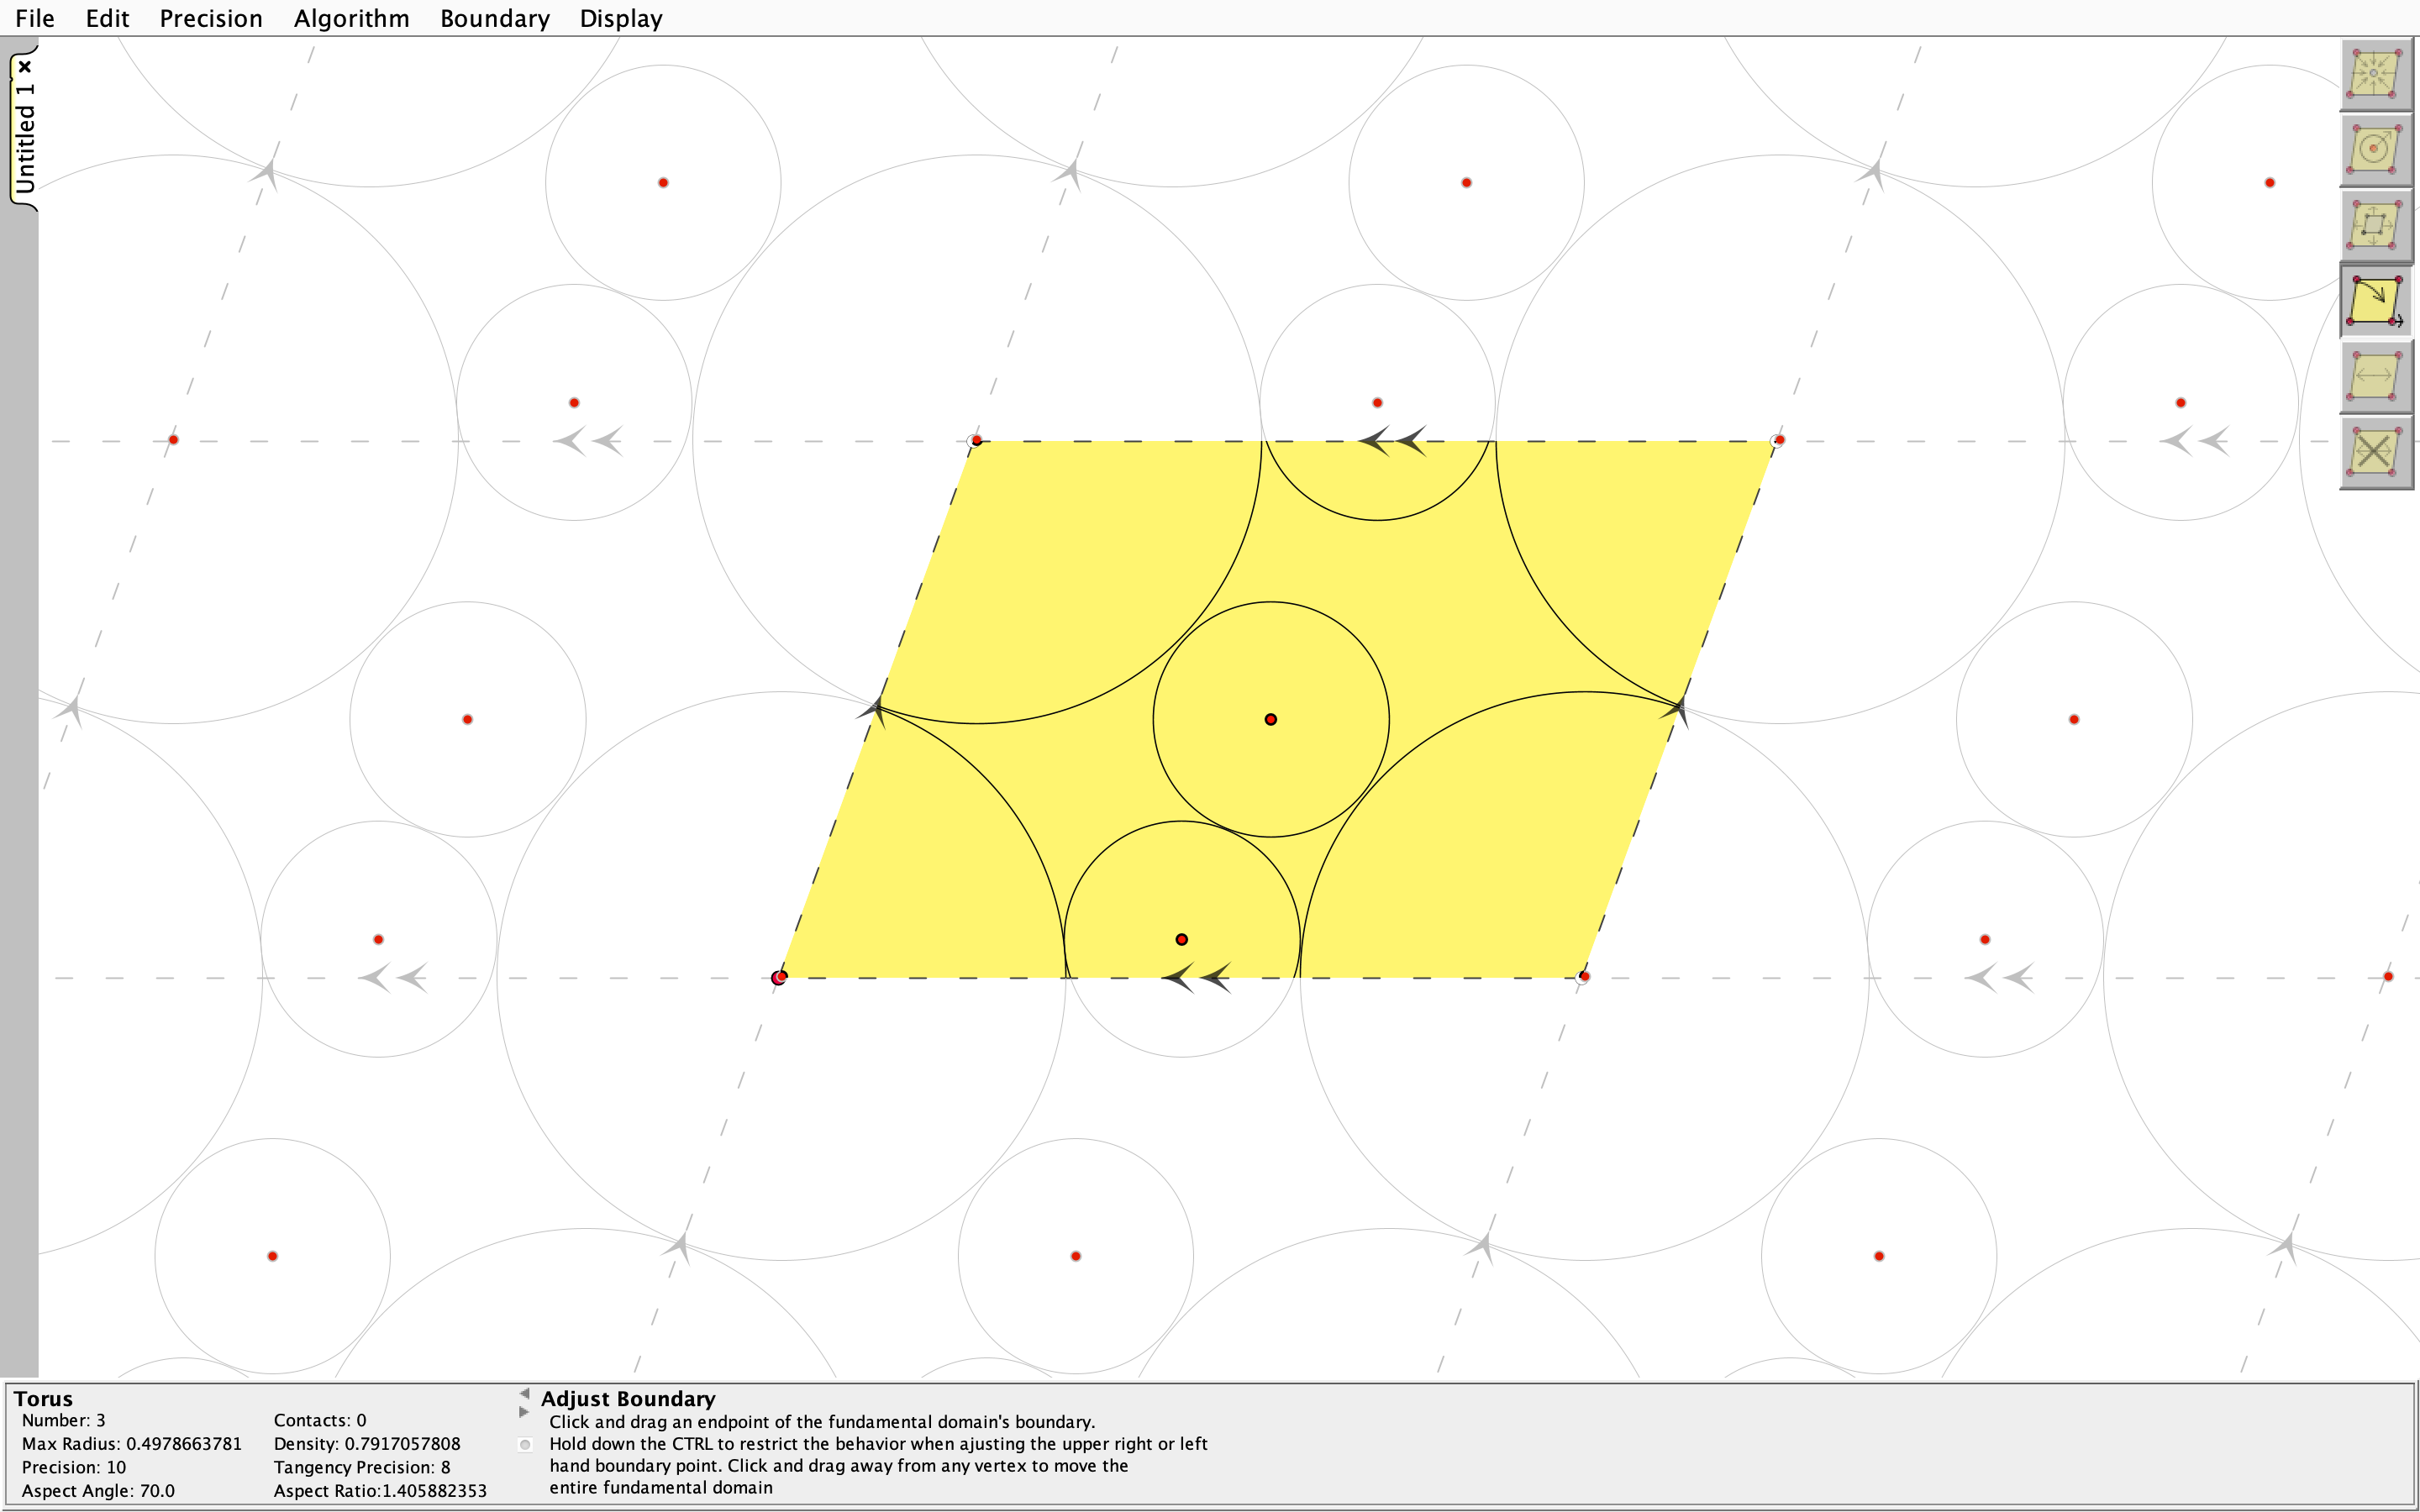 File Edit Precision Algorithm Boundary Display
Untitled 1 ×
Torus
Number: 3
Contacts: 0
Max Radius: 0.4978663781
Density: 0.7917057808
Precision: 10
Tangency Precision: 8
Aspect Angle: 70.0
Aspect Ratio:1.405882353
Adjust Boundary
Click and drag an endpoint of the fundamental domain's boundary.
Hold down the CTRL to restrict the behavior when ajusting the upper right or left
hand boundary point. Click and drag away from any vertex to move the
entire fundamental domain